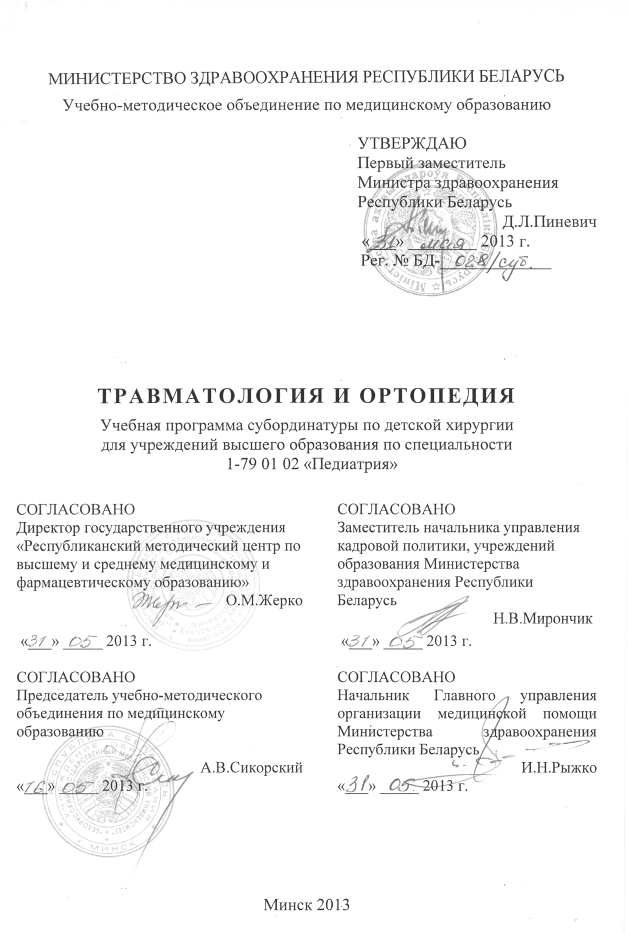 МИНИСТЕРСТВО ЗДРАВООХРАНЕНИЯ РЕСПУБЛИКИ БЕЛАРУСЬ
Учебно-методическое объединение по медицинскому образованию
УТВЕРЖДАЮ
Первый заместитель
Министра здравоохранения
Республики Беларусь
Д.Л.Пиневич
«31» мая 2013 г.
Рег. № БД-028/суб.
ТРАВМАТОЛОГИЯ И ОРТОПЕДИЯ
Учебная программа субординатуры по детской хирургии
для учреждений высшего образования по специальности
1-79 01 02 «Педиатрия»
СОГЛАСОВАНО
Директор государственного учреждения
«Республиканский методический центр по
высшему и среднему медицинскому и
фармацевтическому образованию»
О.М.Жерко
«31» 05 2013 г.
СОГЛАСОВАНО
Заместитель начальника управления
кадровой политики, учреждений
образования Министерства
здравоохранения Республики
Беларусь
Н.В.Мирончик
«31» 05 2013 г.
СОГЛАСОВАНО
Председатель учебно-методического
объединения по медицинскому
образованию
А.В.Сикорский
«16» 05 2013 г.
СОГЛАСОВАНО
Начальник Главного управления
организации медицинской помощи
Министерства здравоохранения
Республики Беларусь
И.Н.Рыжко
«31» 05 2013 г.
Минск 2013